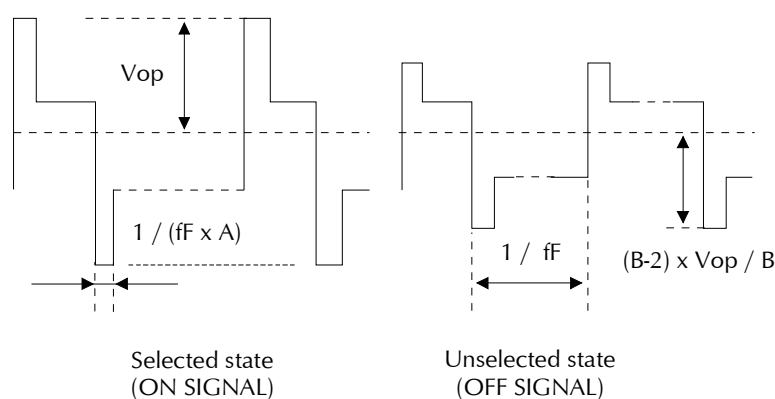 Vop
1 / (fF x A)
1 / fF
(B-2) x Vop / B
Selected state
(ON SIGNAL)
Unselected state
(OFF SIGNAL)